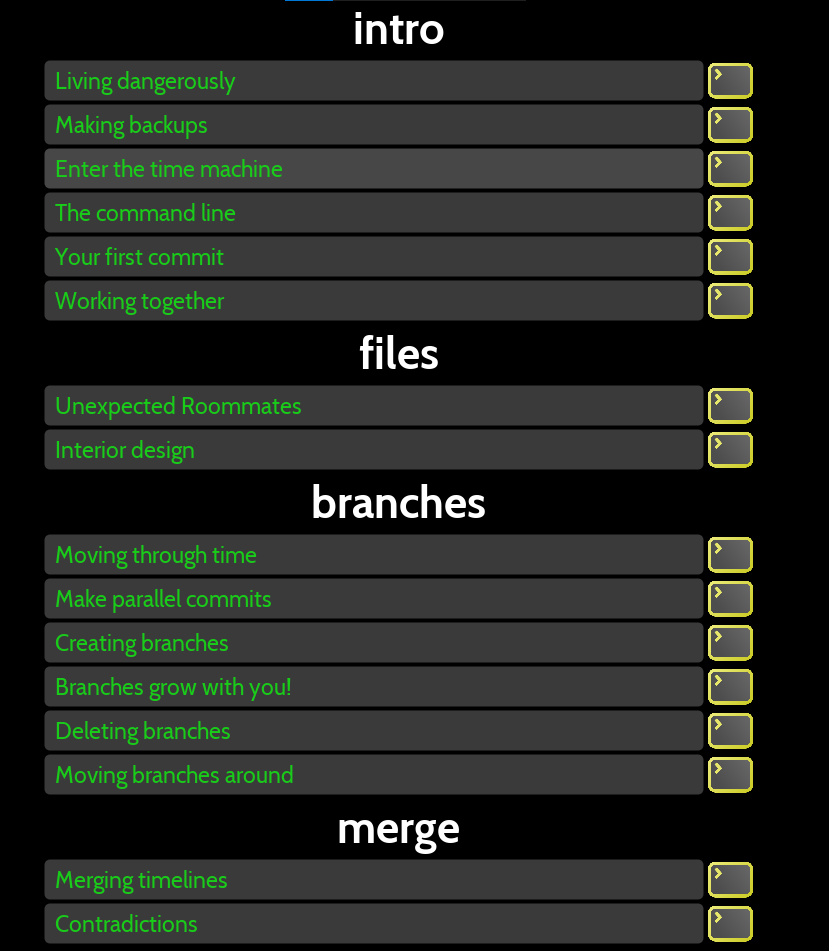 intro
Living dangerously
Making backups
Enter the time machine
The command line
Your first commit
Working together
files
Unexpected Roommates
Interior design
branches
Moving through time
Make parallel commits
Creating branches
Branches grow with you!
Deleting branches
Moving branches around
merge
Merging timelines
Contradictions